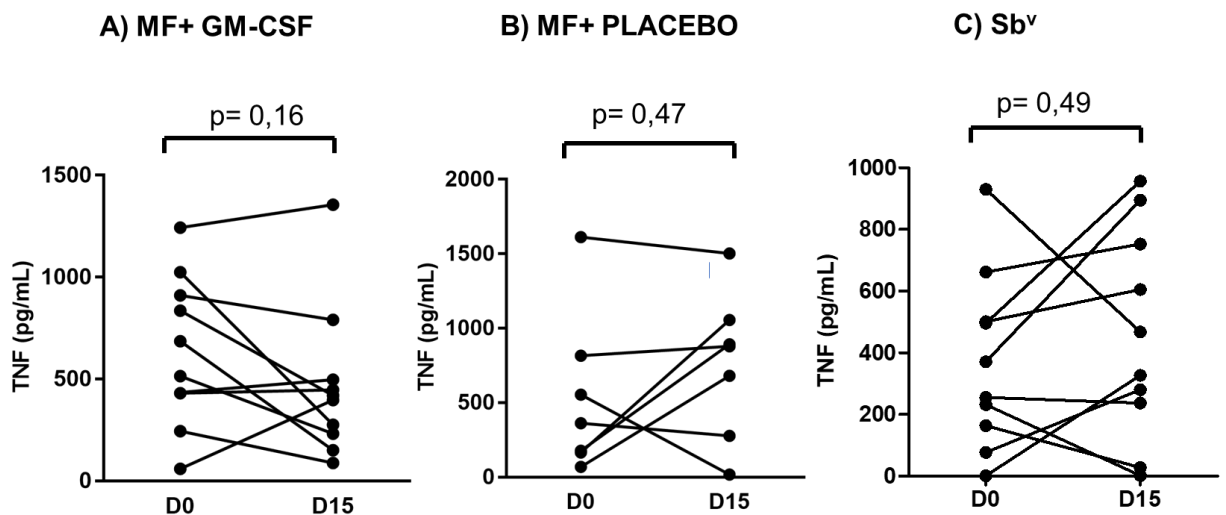 A) MF+ GM-CSF
p= 0,16
1500
1000
500
0
TNF (pg/mL)
D0 D15
B) MF+ PLACEBO
p= 0,47
2000
1500
1000
500
0
TNF (pg/mL)
D0 D15
C) Sbᵛ
p= 0,49
1000
800
600
400
200
0
TNF (pg/mL)
D0 D15